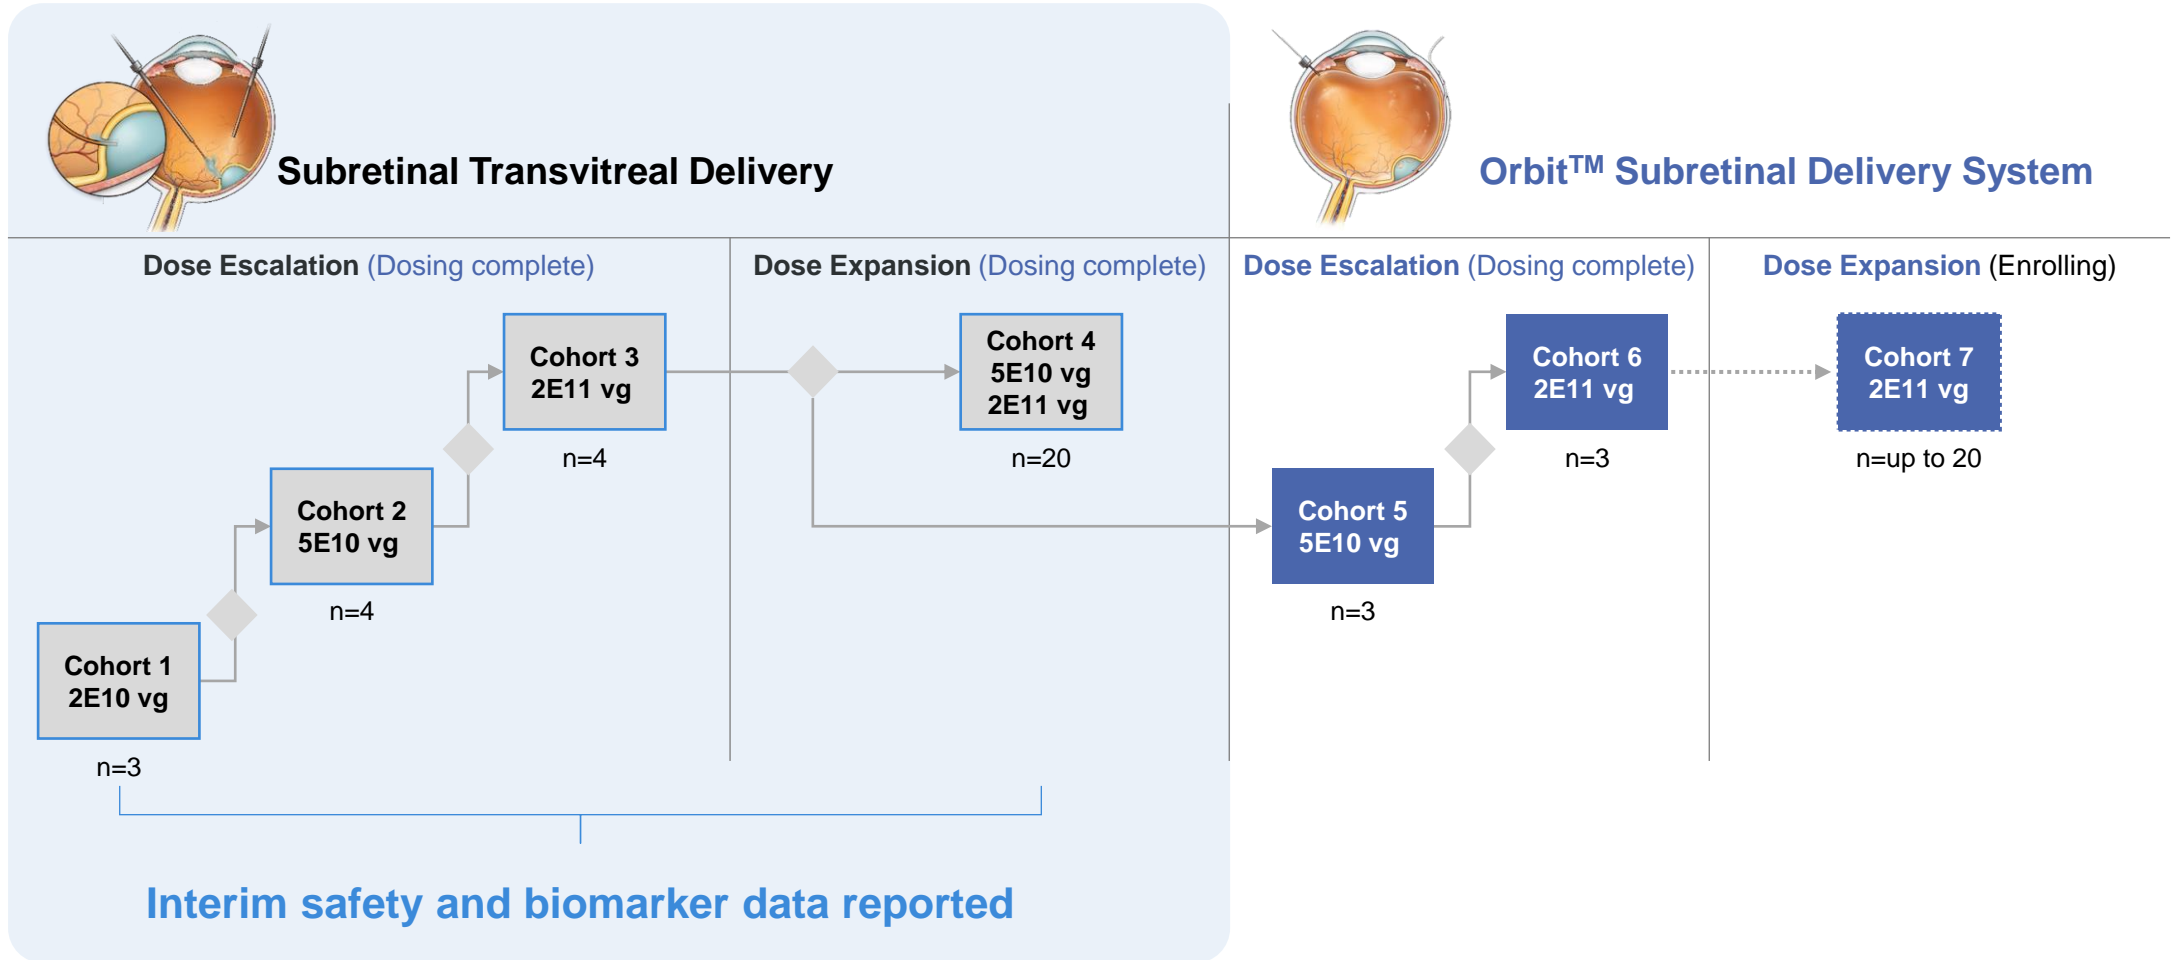 Subretinal Transvitreal Delivery
Orbit™ Subretinal Delivery System
Dose Escalation (Dosing complete)
Dose Expansion (Dosing complete)
Dose Escalation (Dosing complete)
Dose Expansion (Enrolling)
Cohort 1
2E10 vg
n=3
Cohort 2
5E10 vg
n=4
Cohort 3
2E11 vg
n=4
Cohort 4
5E10 vg
2E11 vg
n=20
Cohort 5
5E10 vg
n=3
Cohort 6
2E11 vg
n=3
Cohort 7
2E11 vg
n=up to 20
Interim safety and biomarker data reported